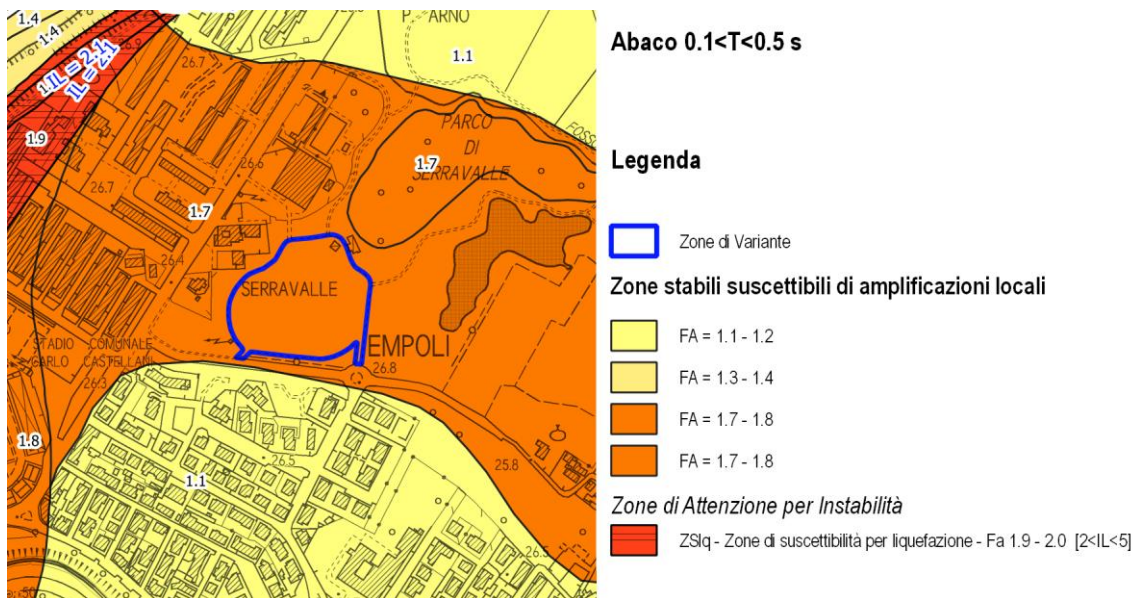 1.4
1.4
P. ARNO
1.1
26.9
IL = 2.1
1.
IL = 2.1
26.7
1.9
PARCO
DI
SERRAVALLE
1.7
FOSS
26.6
26.7
1.7
26.4
SERRAVALLE
STADIO COMUNALE
CARLO CASTELLANI
EMPOLI
26.3
26.8
1.8
26.5
1.1
25.8
26.5
50
Abaco 0.1<T<0.5 s
Legenda
Zone di Variante
Zone stabili suscettibili di amplificazioni locali
FA = 1.1 - 1.2
FA = 1.3 - 1.4
FA = 1.7 - 1.8
FA = 1.7 - 1.8
Zone di Attenzione per Instabilità
ZSlq - Zone di suscettibilità per liquefazione - Fa 1.9 - 2.0 [2<IL<5]